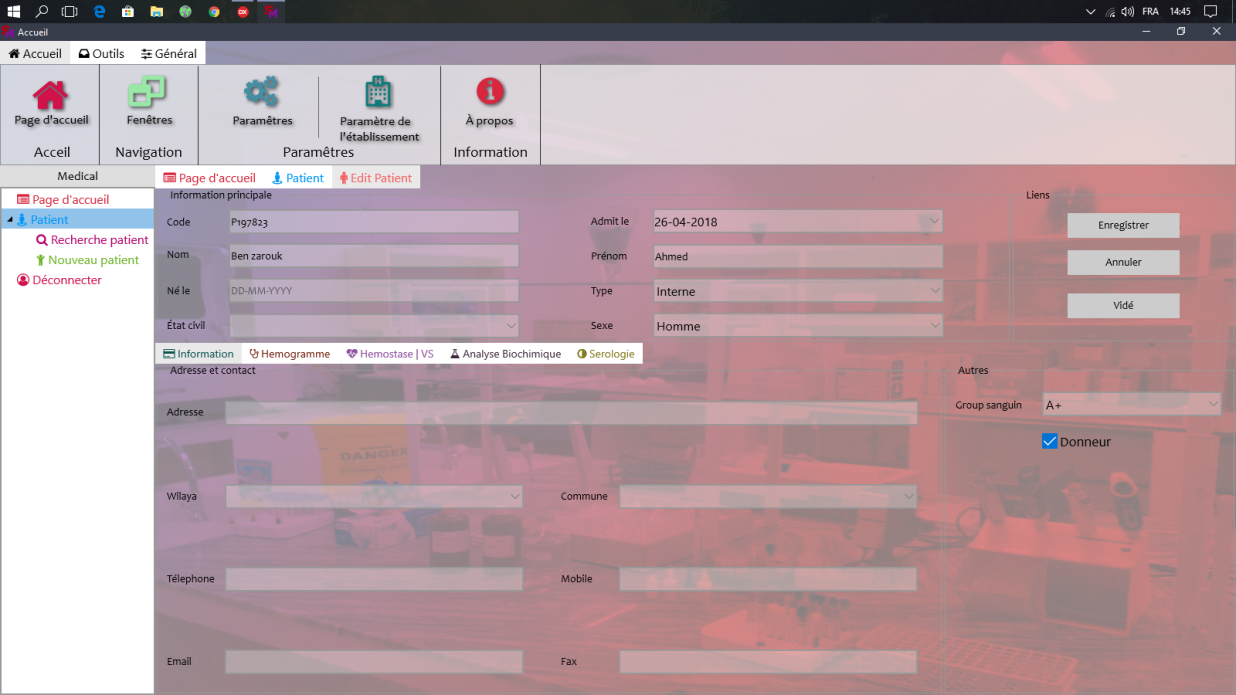 FRA 14:45
Accueil
Accueil Outils Général
Page d'accueil Fenêtres Paramêtres Paramètre de l'établissement À propos
Acceil Navigation Paramêtres Information
Medical
Page d'accueil
Patient
Recherche patient
Nouveau patient
Déconnecter
Page d'accueil Patient Edit Patient
Information principale
Liens
Code P197823 Admit le 26-04-2018 Enregistrer
Nom Ben zarouk Prénom Ahmed Annuler
Né le DD-MM-YYYY Type Interne Vidé
État civil Sexe Homme
Information Hemogramme Hemostase | VS Analyse Biochimique Serologie
Adresse et contact Autres
Adresse Group sanguin A+
Donneur
DANGER
Wilaya Commune
Télephone Mobile
Email Fax